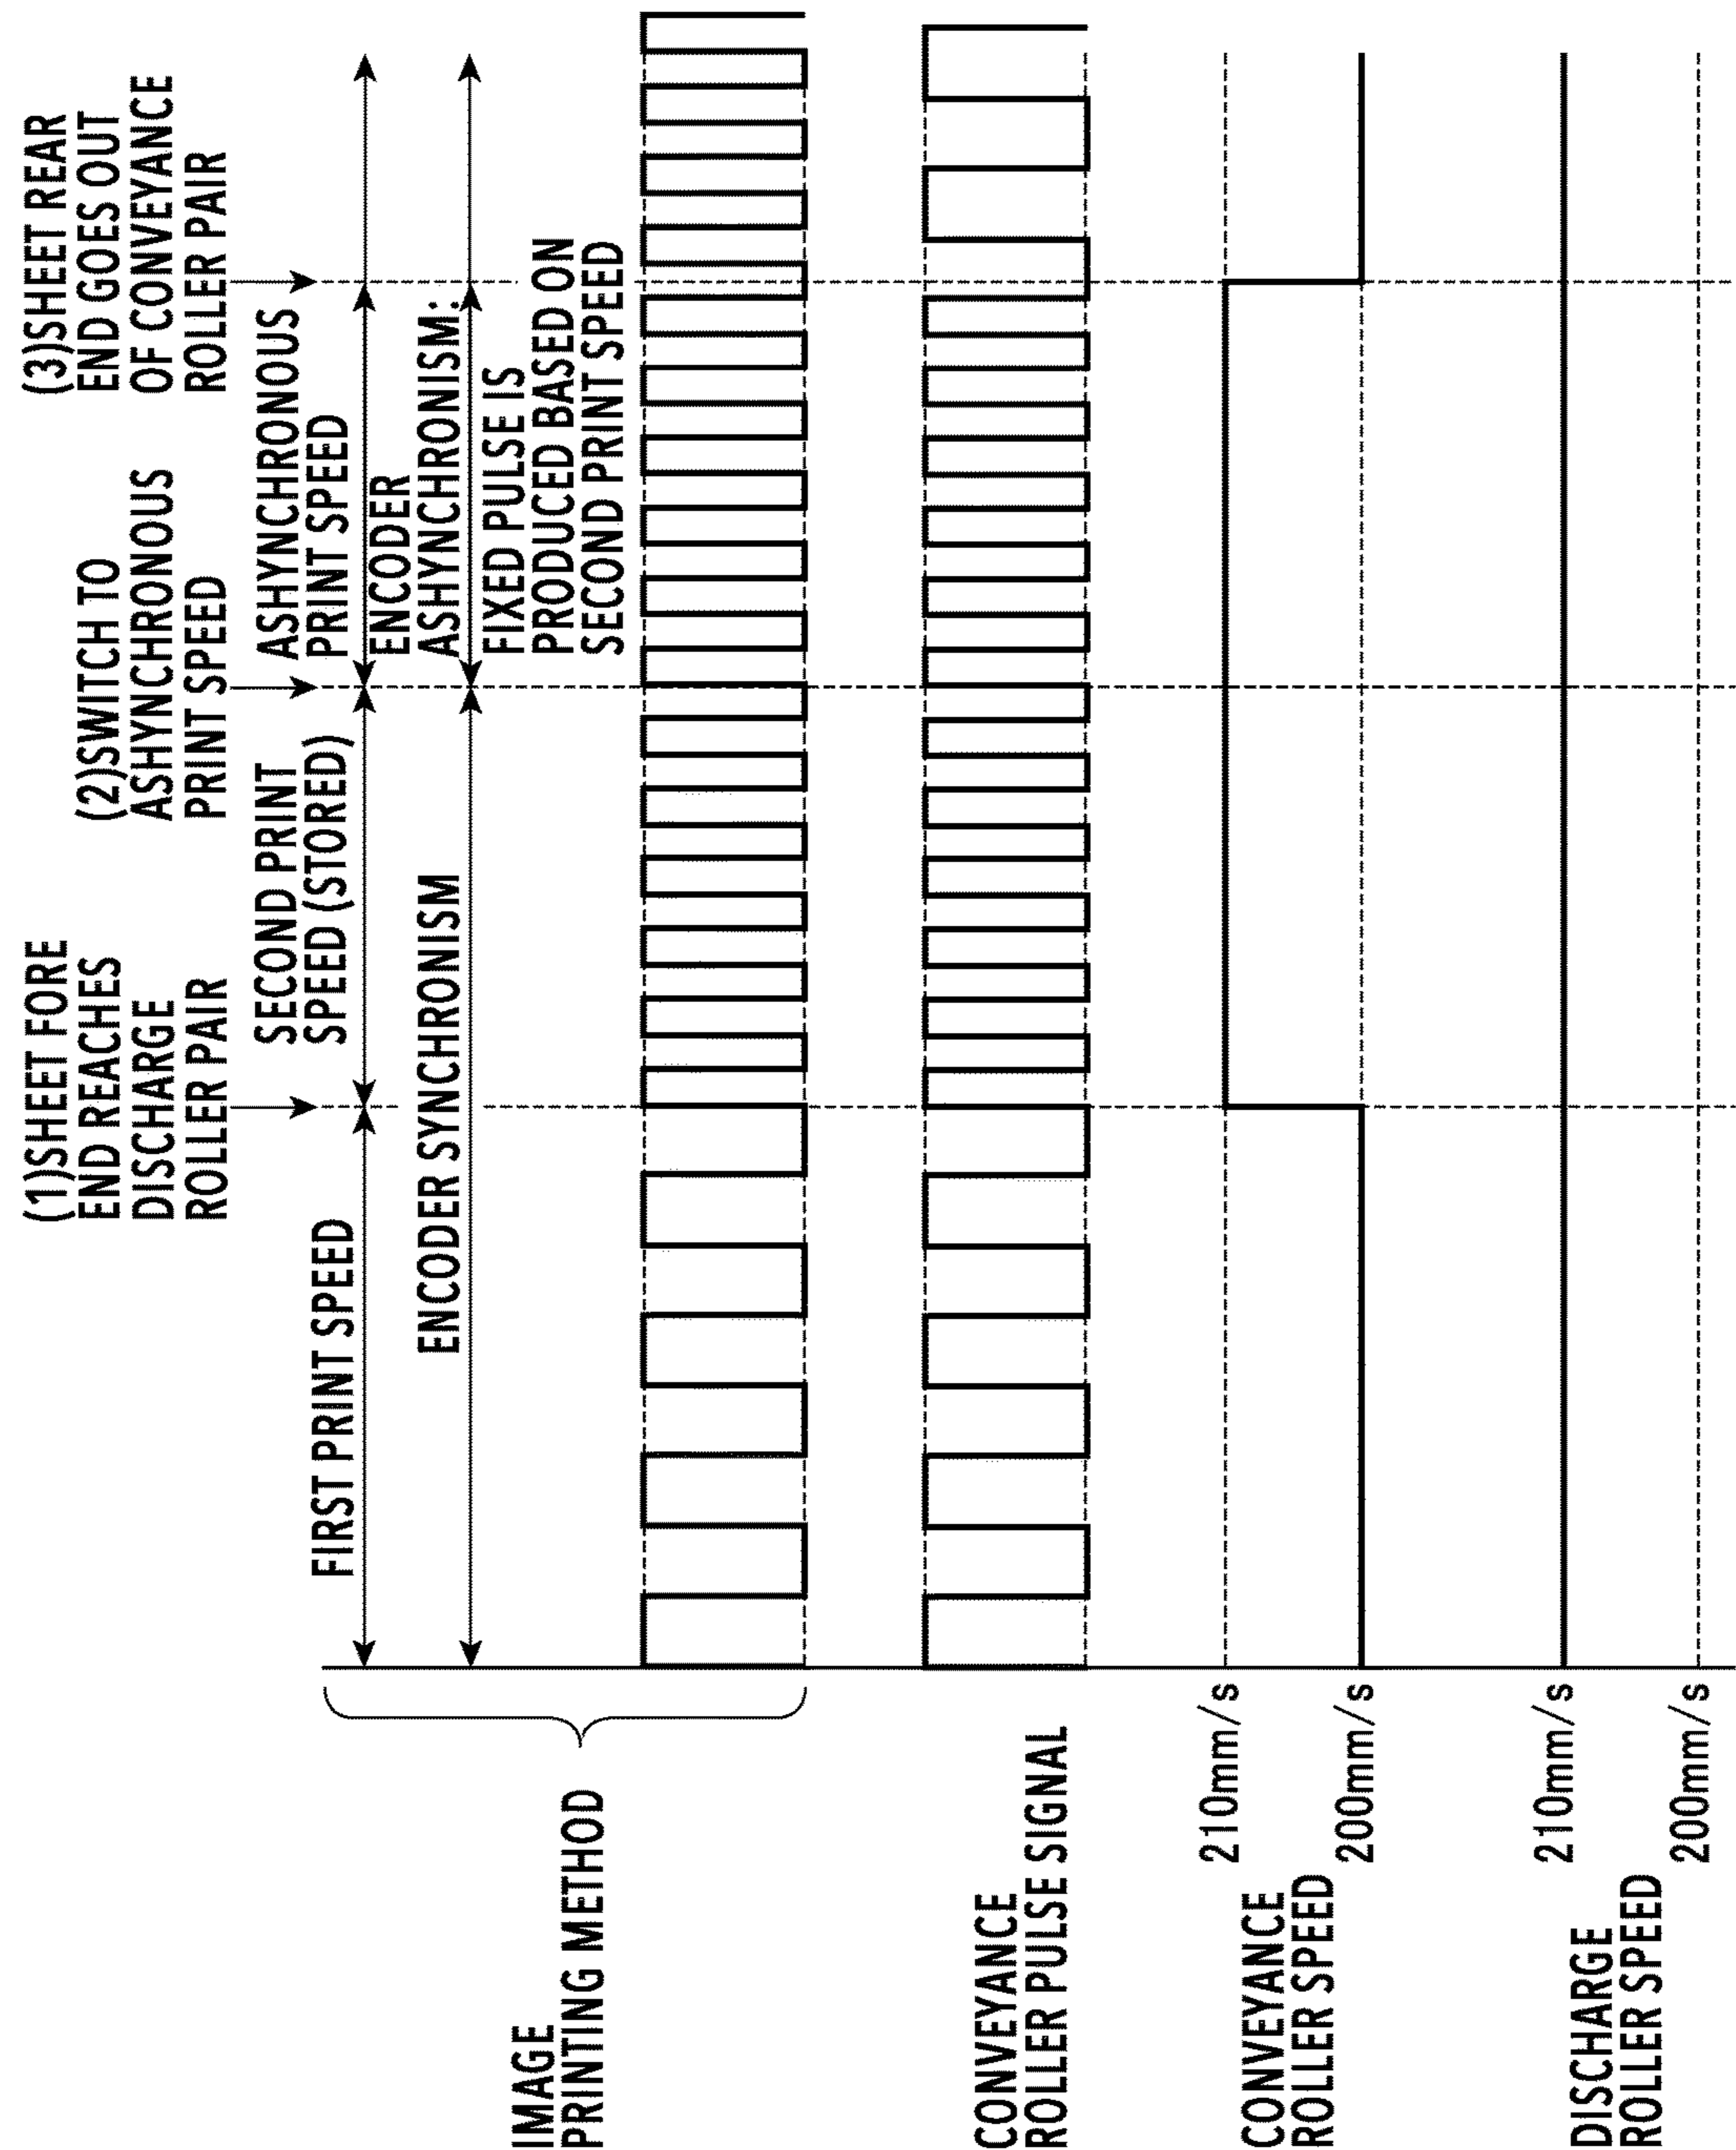 (1)SHEET FORE
END REACHES
DISCHARGE
ROLLER PAIR
(2)SWITCH TO
ASHYNCHRONOUS
PRINT SPEED
(3)SHEET REAR
END GOES OUT
OF CONVEYANCE
ROLLER PAIR
FIRST PRINT SPEED
SECOND PRINT
SPEED (STORED)
ASHYNCHRONOUS
PRINT SPEED
ENCODER SYNCHRONISM
ENCODER
ASHYNCHRONISM:
FIXED PULSE IS
PRODUCED BASED ON
SECOND PRINT SPEED
IMAGE
PRINTING METHOD
CONVEYANCE
ROLLER PULSE SIGNAL
CONVEYANCE
ROLLER SPEED
210mm/s
200mm/s
DISCHARGE
ROLLER SPEED
210mm/s
200mm/s